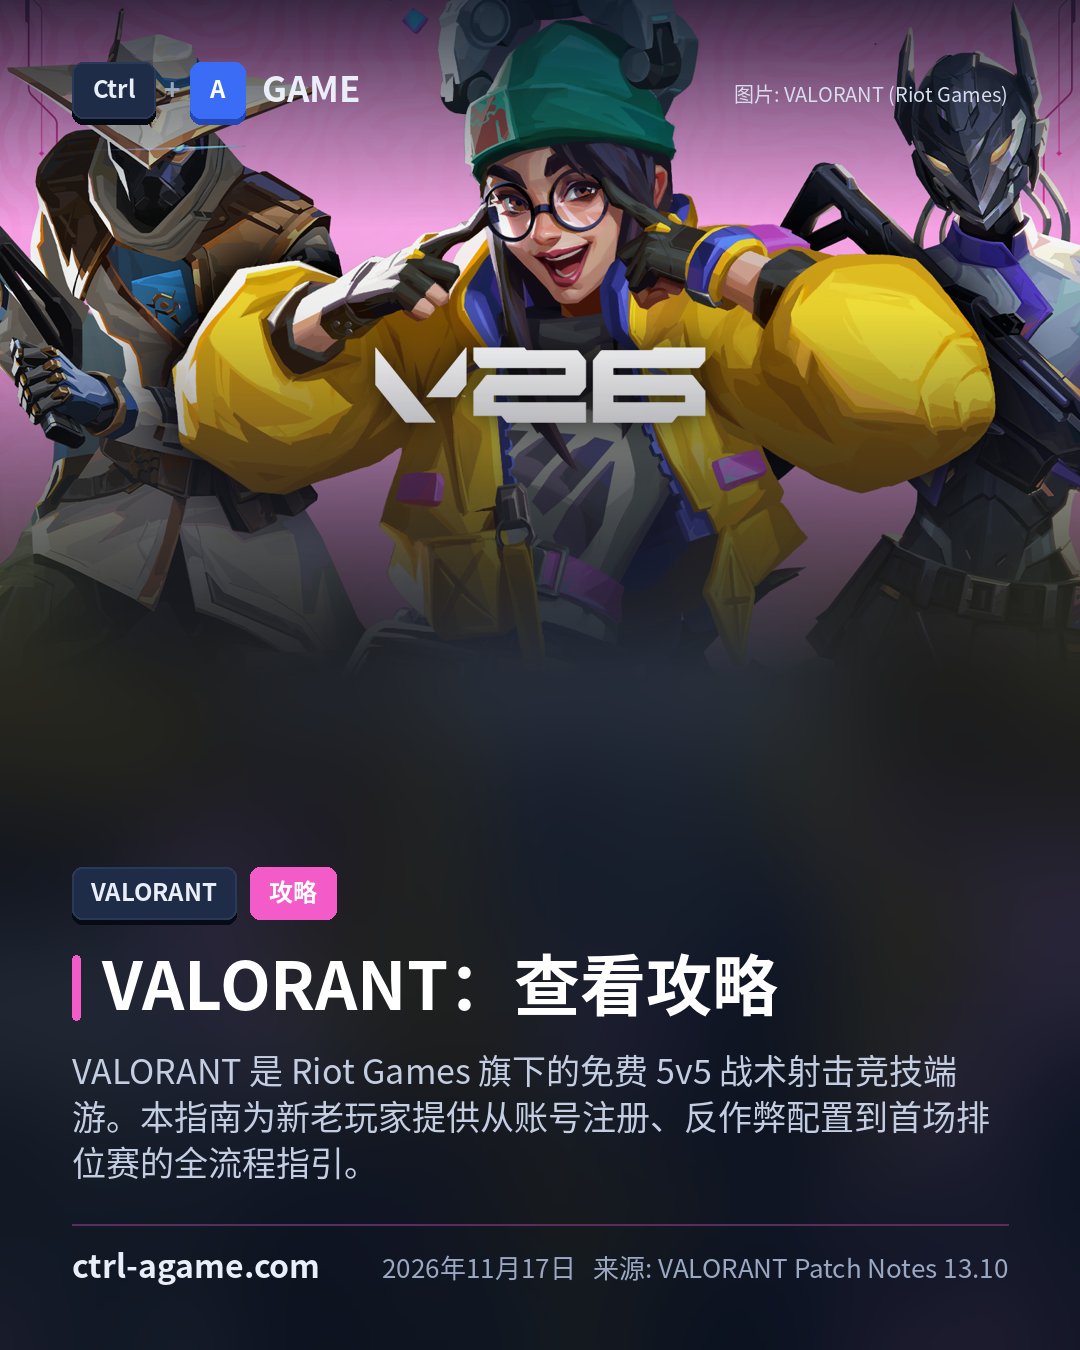 Ctrl + A GAME
图片: VALORANT (Riot Games)
V26
VALORANT 攻略
VALORANT：查看攻略
VALORANT 是 Riot Games 旗下的免费 5v5 战术射击竞技端
游。本指南为新老玩家提供从账号注册、反作弊配置到首场排
位赛的全流程指引。
ctrl-agame.com 2026年11月17日 来源: VALORANT Patch Notes 13.10